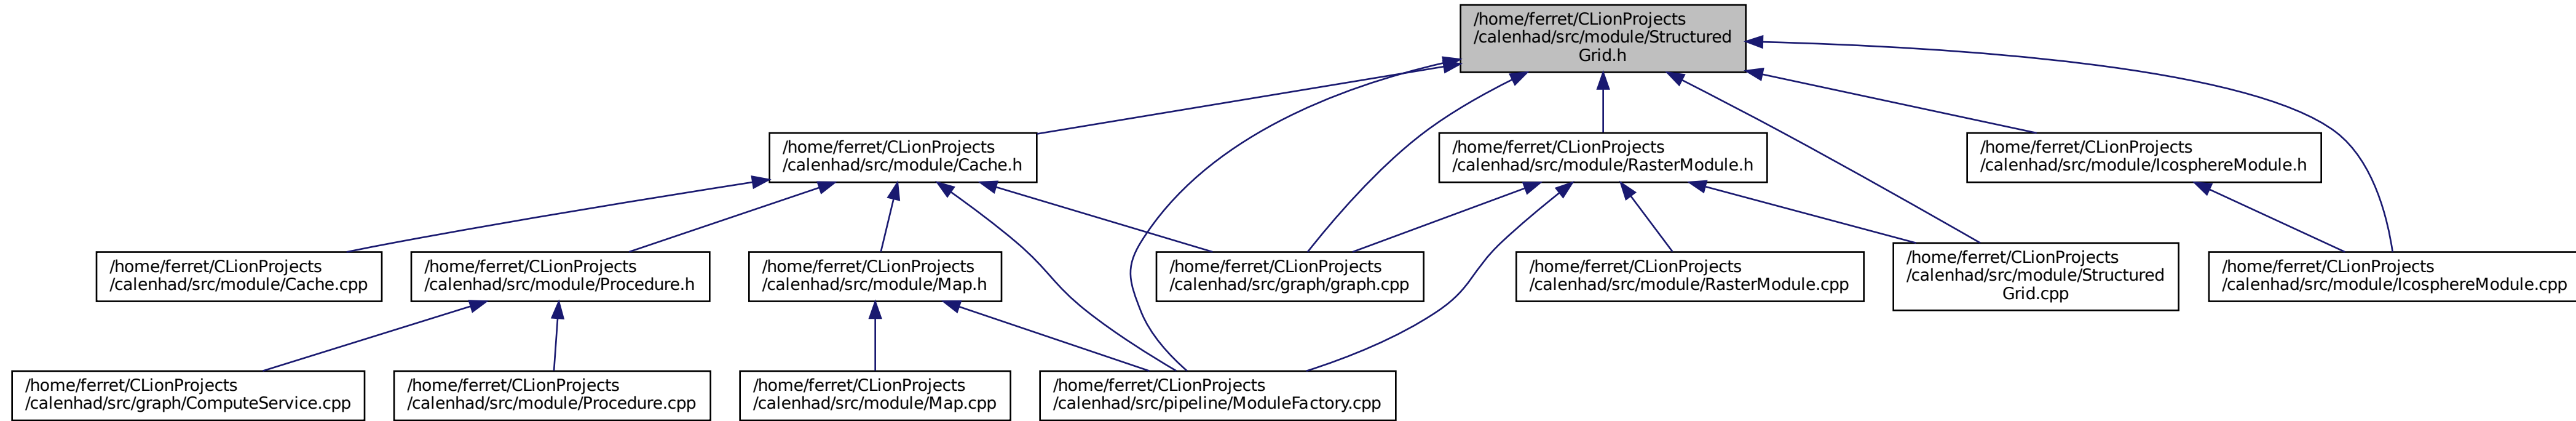 /home/ferret/CLionProjects
/calenhad/src/module/Structured
Grid.h
/home/ferret/CLionProjects
/calenhad/src/module/Cache.h
/home/ferret/CLionProjects
/calenhad/src/module/RasterModule.h
/home/ferret/CLionProjects
/calenhad/src/module/IcosphereModule.h
/home/ferret/CLionProjects
/calenhad/src/module/Cache.cpp
/home/ferret/CLionProjects
/calenhad/src/module/Procedure.h
/home/ferret/CLionProjects
/calenhad/src/module/Map.h
/home/ferret/CLionProjects
/calenhad/src/graph/graph.cpp
/home/ferret/CLionProjects
/calenhad/src/module/RasterModule.cpp
/home/ferret/CLionProjects
/calenhad/src/module/Structured
Grid.cpp
/home/ferret/CLionProjects
/calenhad/src/module/IcosphereModule.cpp
/home/ferret/CLionProjects
/calenhad/src/graph/ComputeService.cpp
/home/ferret/CLionProjects
/calenhad/src/module/Procedure.cpp
/home/ferret/CLionProjects
/calenhad/src/module/Map.cpp
/home/ferret/CLionProjects
/calenhad/src/pipeline/ModuleFactory.cpp